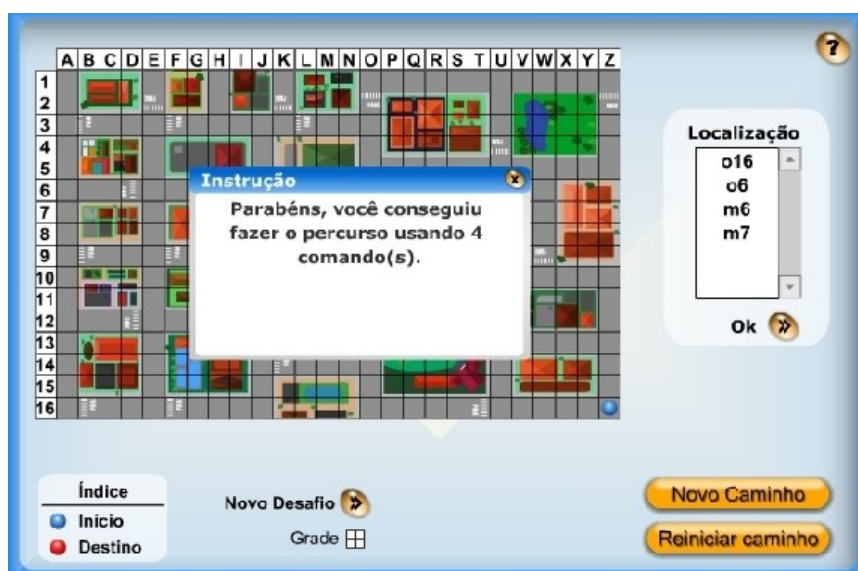 ?
A B C D E F G H I J K L M N O P Q R S T U V W X Y Z
1
2
3
4
5
6
7
8
9
10
11
12
13
14
15
16
Instrução
x
Parabéns, você conseguiu
fazer o percurso usando 4
comando(s).
Localização
o16
o6
m6
m7
Ok
Índice
Inicio
Destino
Novo Desafio
Grade
Novo Caminho
Reiniciar caminho